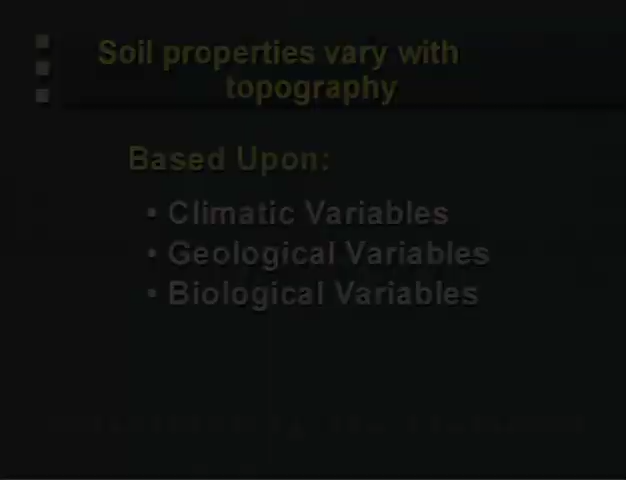 Soil properties vary with
topography
Based Upon:
• Climatic Variables
• Geological Variables
• Biological Variables